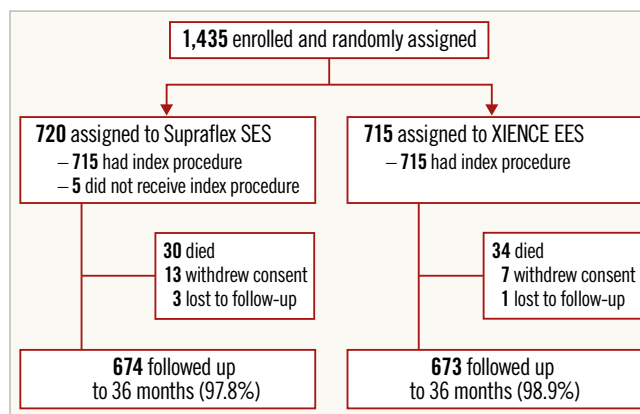 1,435 enrolled and randomly assigned
720 assigned to Supraflex SES
– 715 had index procedure
– 5 did not receive index procedure
715 assigned to XIENCE EES
– 715 had index procedure
30 died
13 withdrew consent
3 lost to follow-up
34 died
7 withdrew consent
1 lost to follow-up
674 followed up
to 36 months (97.8%)
673 followed up
to 36 months (98.9%)